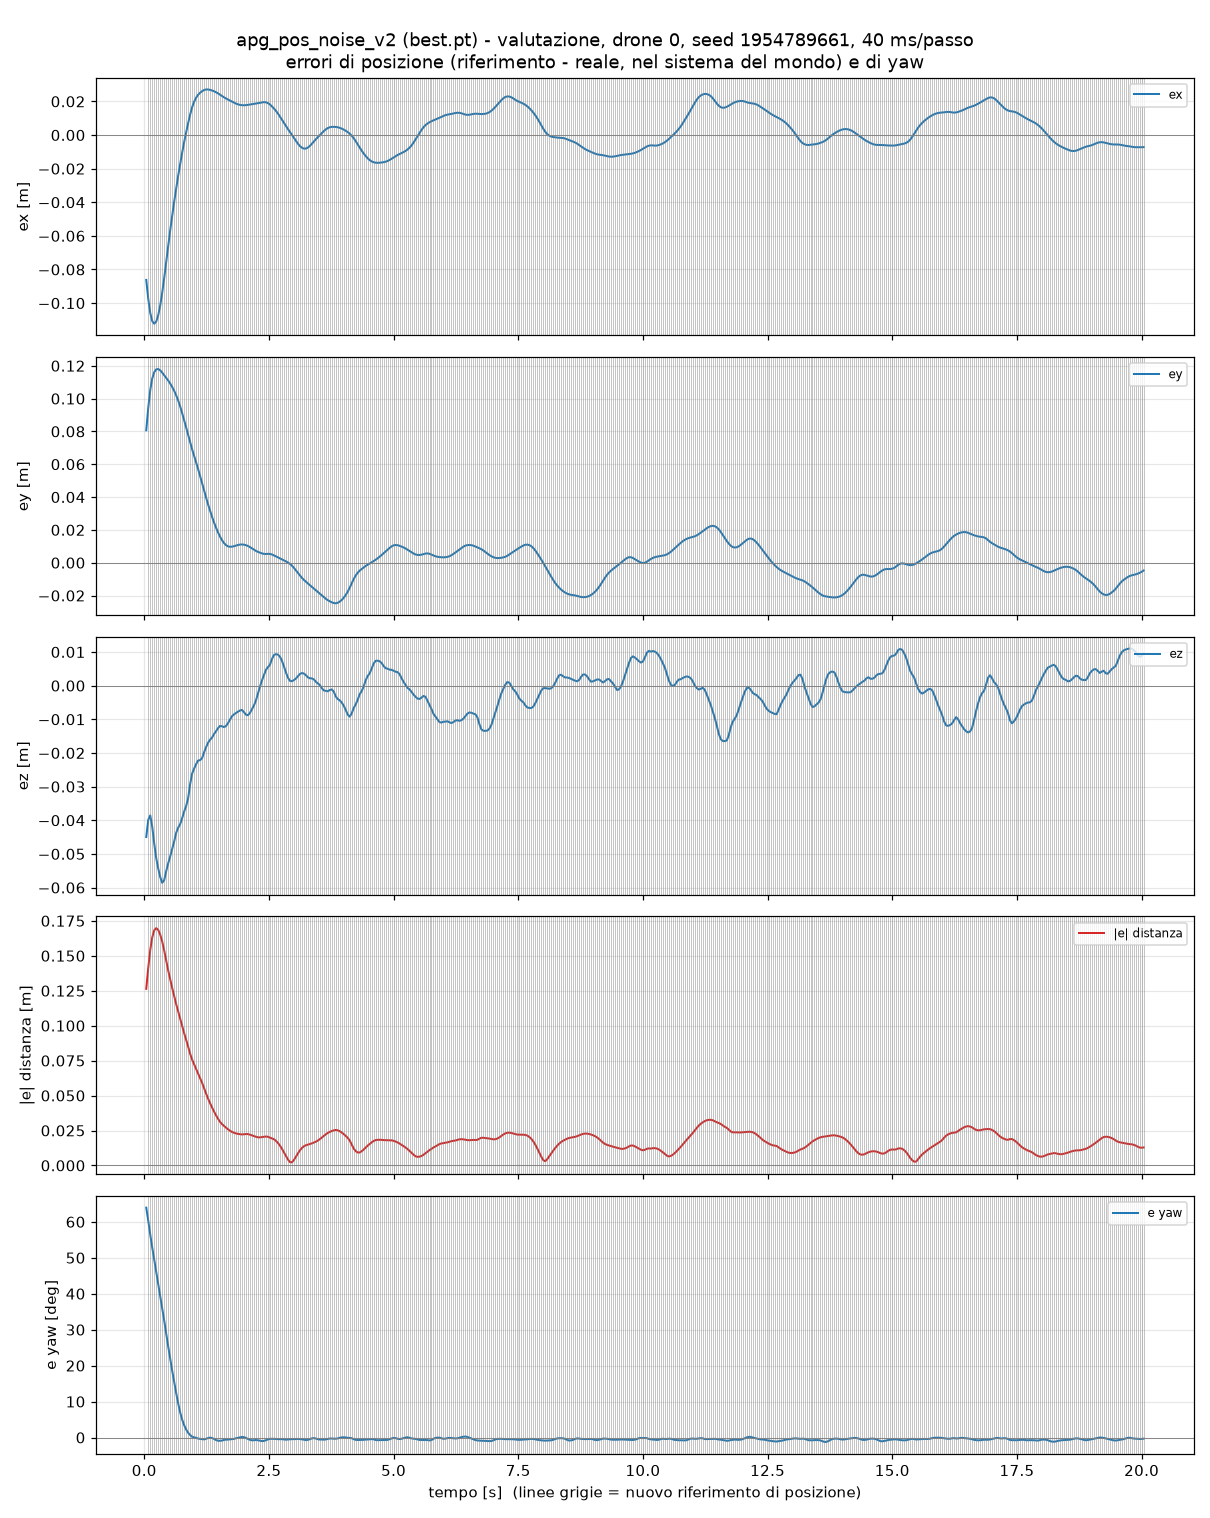 apg_pos_noise_v2 (best.pt) - valutazione, drone 0, seed 1954789661, 40 ms/passo
errori di posizione (riferimento - reale, nel sistema del mondo) e di yaw
ex
0.02
0.00
−0.02
−0.04
−0.06
−0.08
−0.10
ex [m]
ey
0.12
0.10
0.08
0.06
0.04
0.02
0.00
−0.02
ey [m]
ez
0.01
0.00
−0.01
−0.02
−0.03
−0.04
−0.05
−0.06
ez [m]
|e| distanza
0.175
0.150
0.125
0.100
0.075
0.050
0.025
0.000
|e| distanza [m]
e yaw
60
50
40
30
20
10
0
e yaw [deg]
0.0 2.5 5.0 7.5 10.0 12.5 15.0 17.5 20.0
tempo [s]  (linee grigie = nuovo riferimento di posizione)